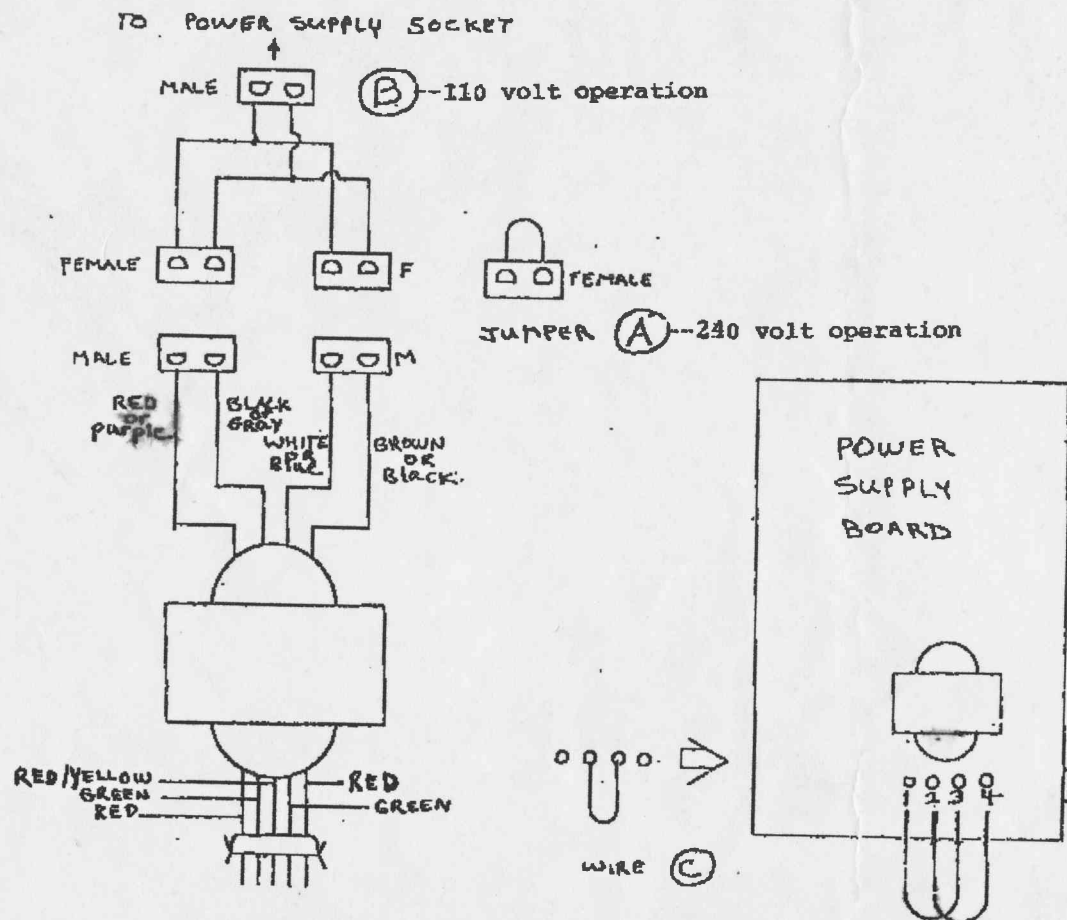 TO POWER SUPPLY SOCKET
MALE
B --110 volt operation
FEMALE
F
FEMALE
JUMPER A --240 volt operation
MALE
M
RED
or
purple
BLACK
or
GRAY
WHITE
OR
BLUE
BROWN
OR
Black.
POWER
SUPPLY
BOARD
RED/YELLOW
GREEN
RED
RED
GREEN
WIRE C
1 2 3 4